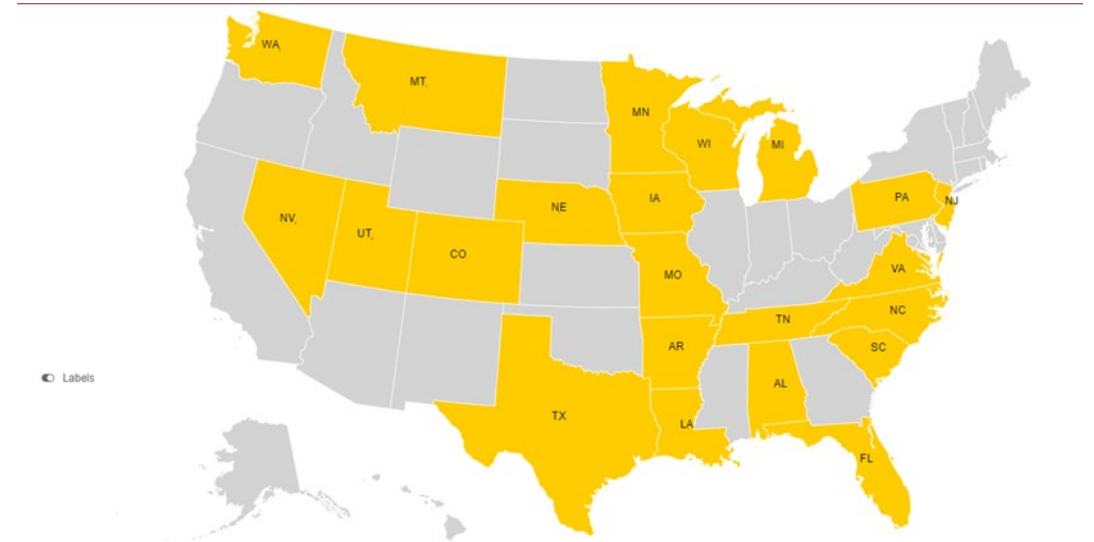 WA,
MT,
MN
WI
MI
NE
IA
PA
NJ
NV,
UT,
CO
MO
VA
TN
NC
AR
SC
Labels
AL
TX
LA
FL